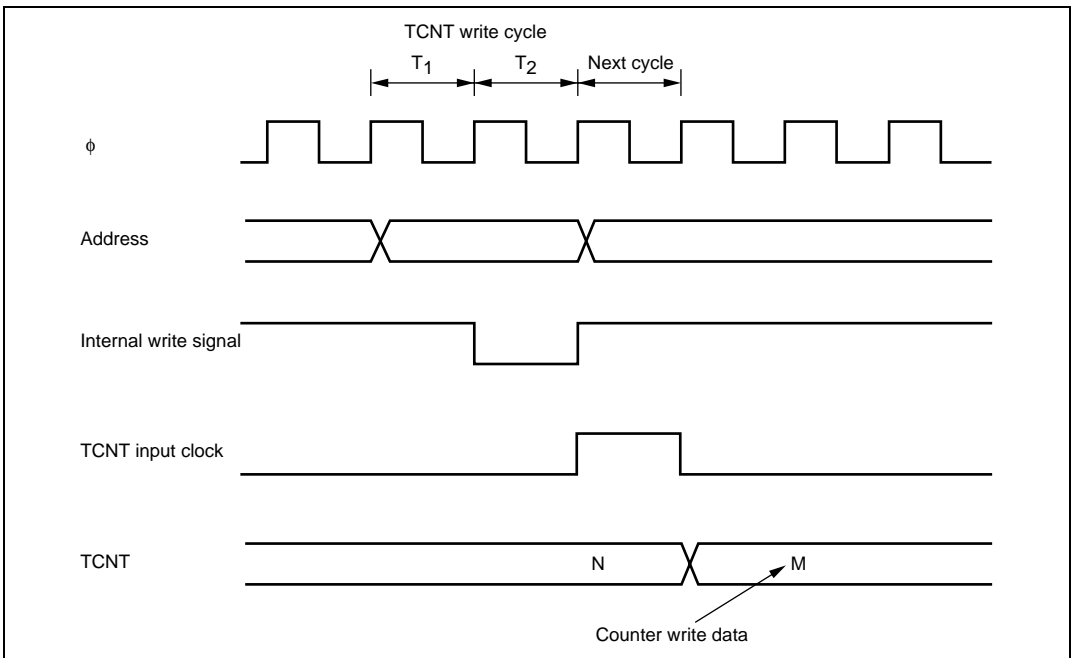 TCNT write cycle
T1 T2 Next cycle
ϕ
Address
Internal write signal
TCNT input clock
TCNT N M
Counter write data